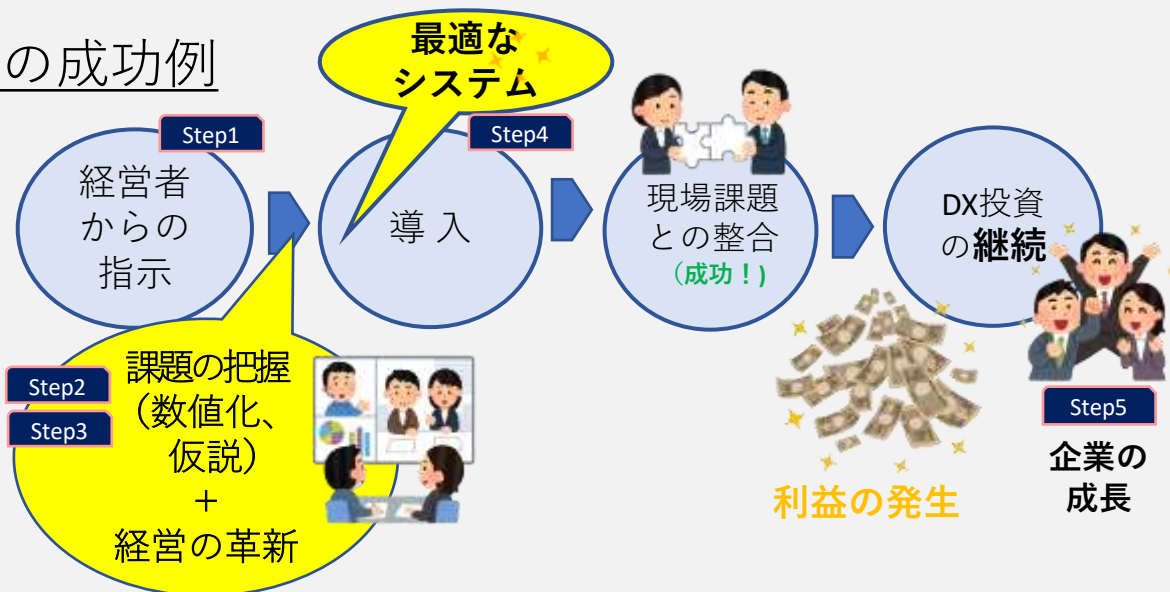 の成功例
Step1
経営者
からの
指示
Step2
Step3
課題の把握
（数値化、
仮説）
＋
経営の革新
最適な
システム
Step4
導 入
現場課題
との整合
（成功！)
利益の発生
DX投資
の継続
Step5
企業の
成長